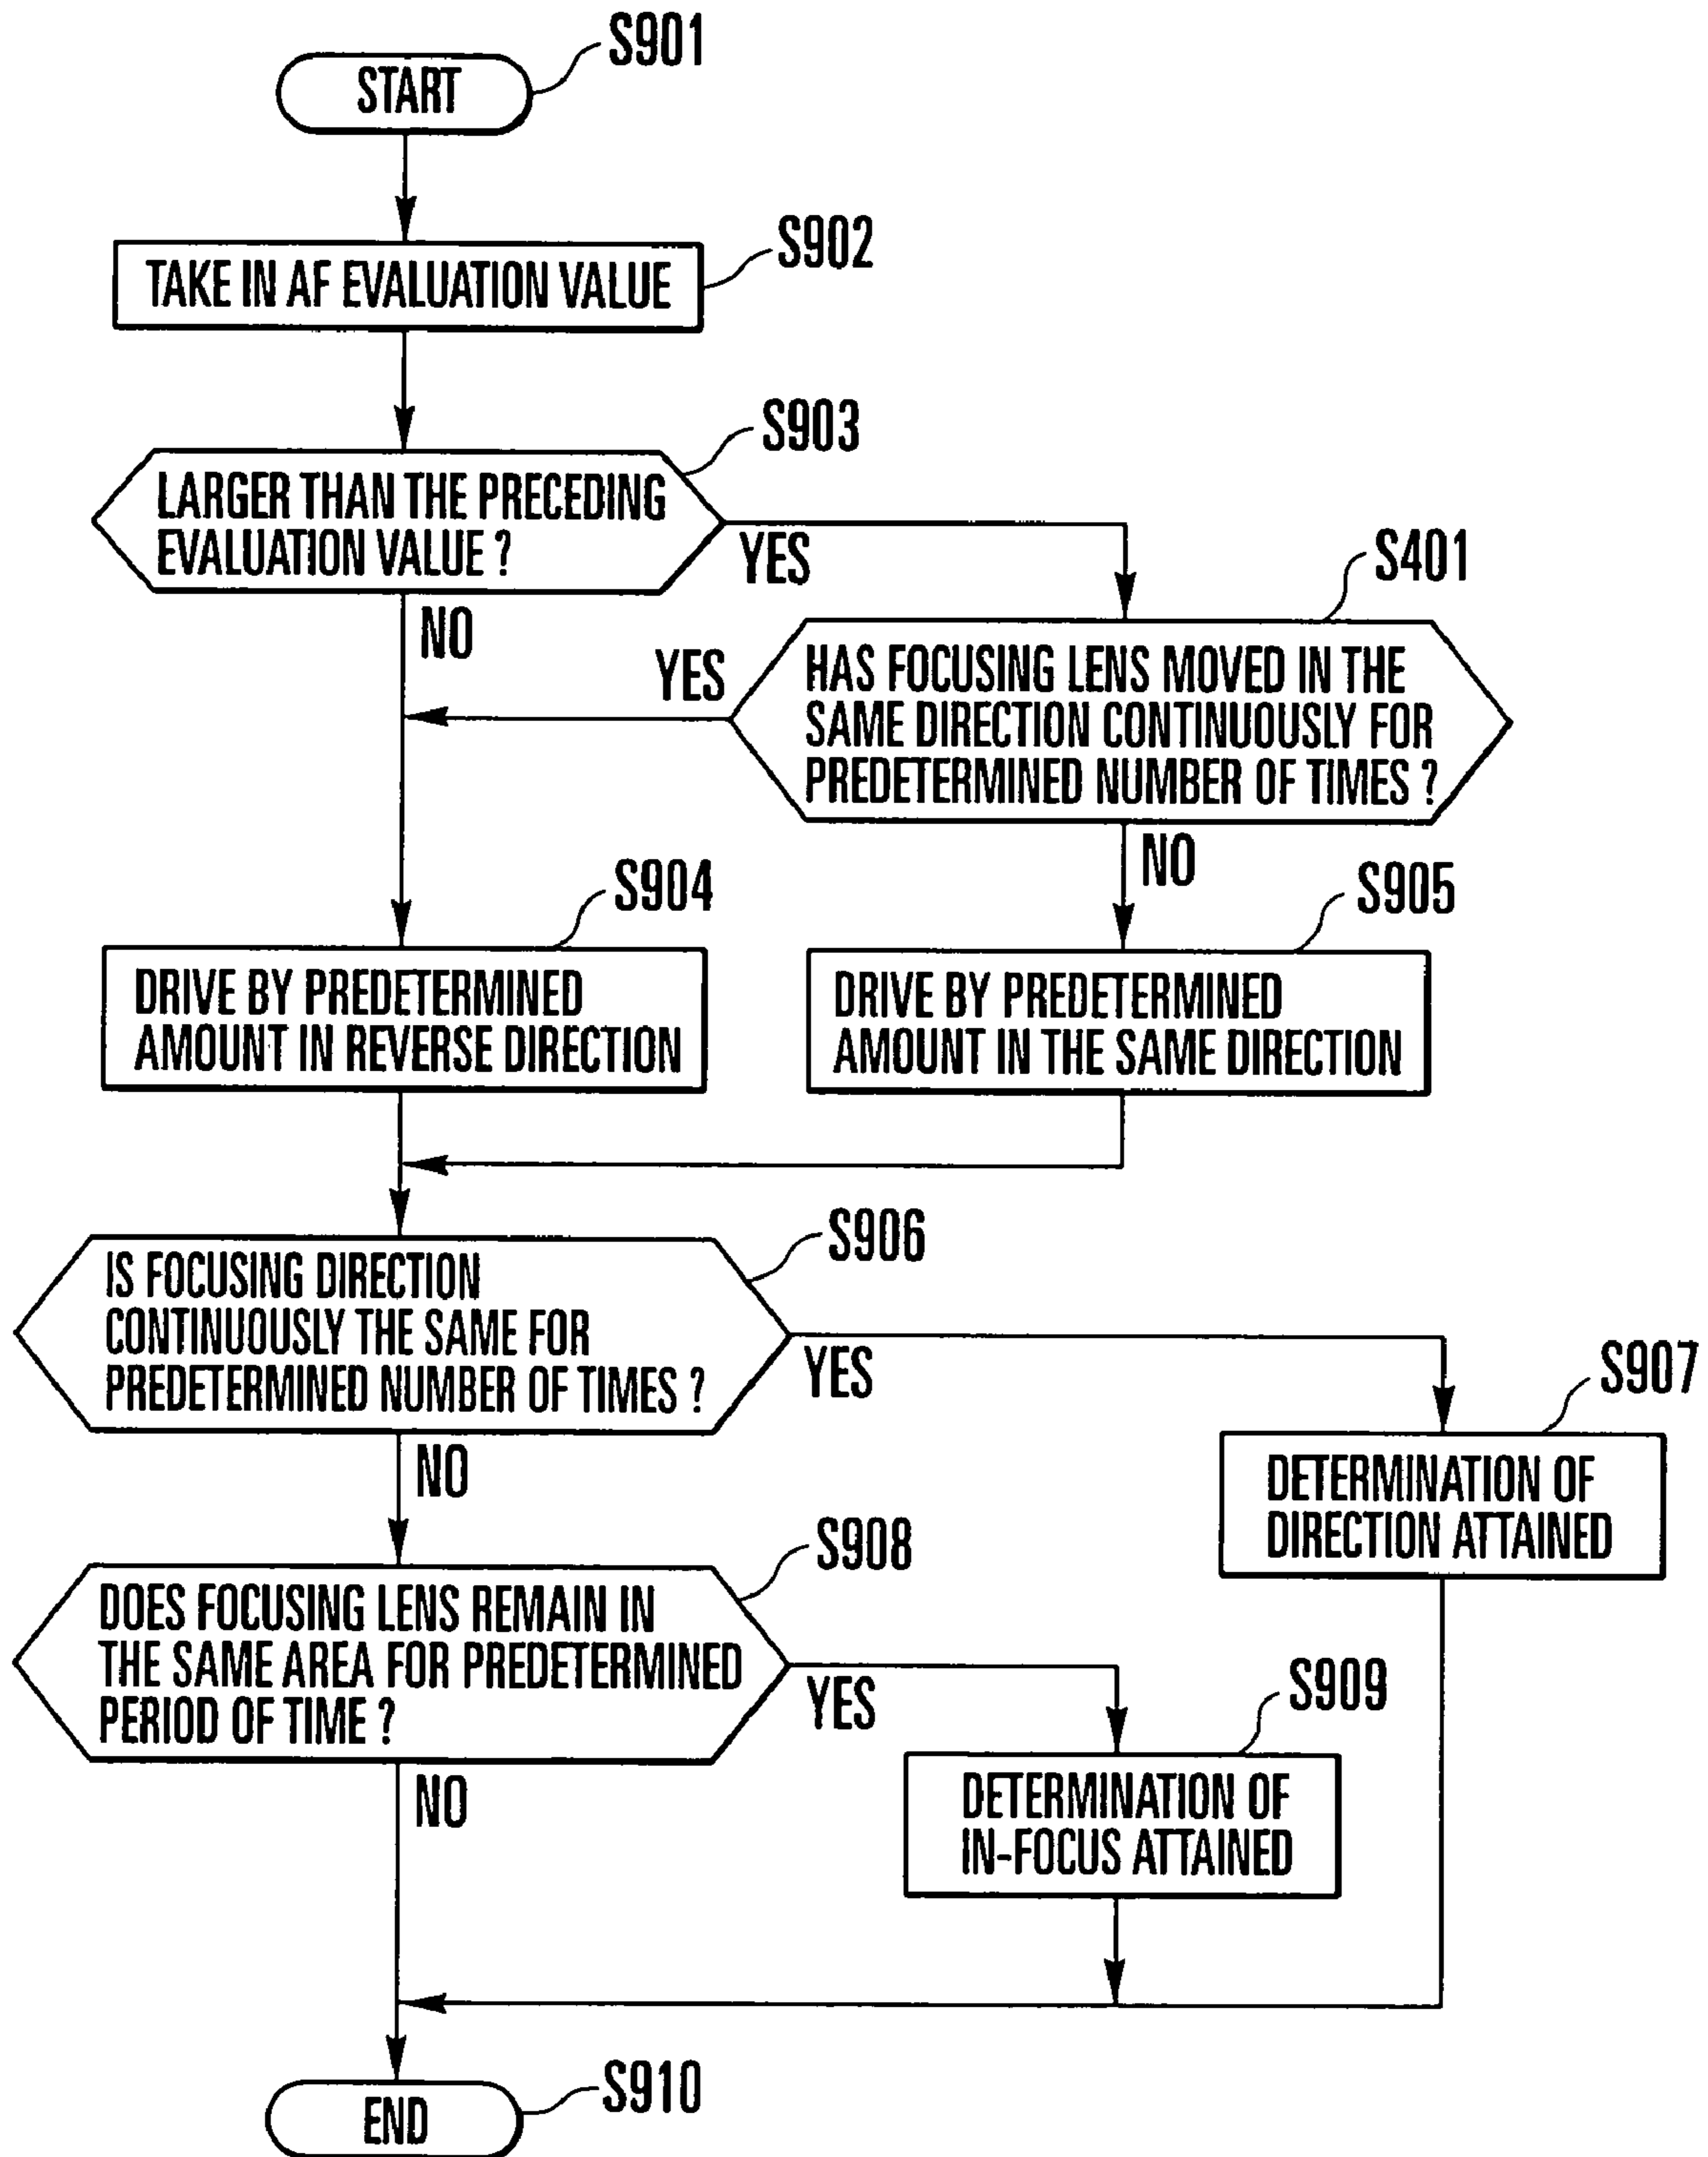 S901
START
S902
TAKE IN AF EVALUATION VALUE
S903
LARGER THAN THE PRECEDING
EVALUATION VALUE ?
YES
NO
S401
HAS FOCUSING LENS MOVED IN THE
SAME DIRECTION CONTINUOUSLY FOR
PREDETERMINED NUMBER OF TIMES ?
YES
NO
S904
DRIVE BY PREDETERMINED
AMOUNT IN REVERSE DIRECTION
S905
DRIVE BY PREDETERMINED
AMOUNT IN THE SAME DIRECTION
S906
IS FOCUSING DIRECTION
CONTINUOUSLY THE SAME FOR
PREDETERMINED NUMBER OF TIMES ?
YES
NO
S907
DETERMINATION OF
DIRECTION ATTAINED
S908
DOES FOCUSING LENS REMAIN IN
THE SAME AREA FOR PREDETERMINED
PERIOD OF TIME ?
YES
NO
S909
DETERMINATION OF
IN-FOCUS ATTAINED
S910
END